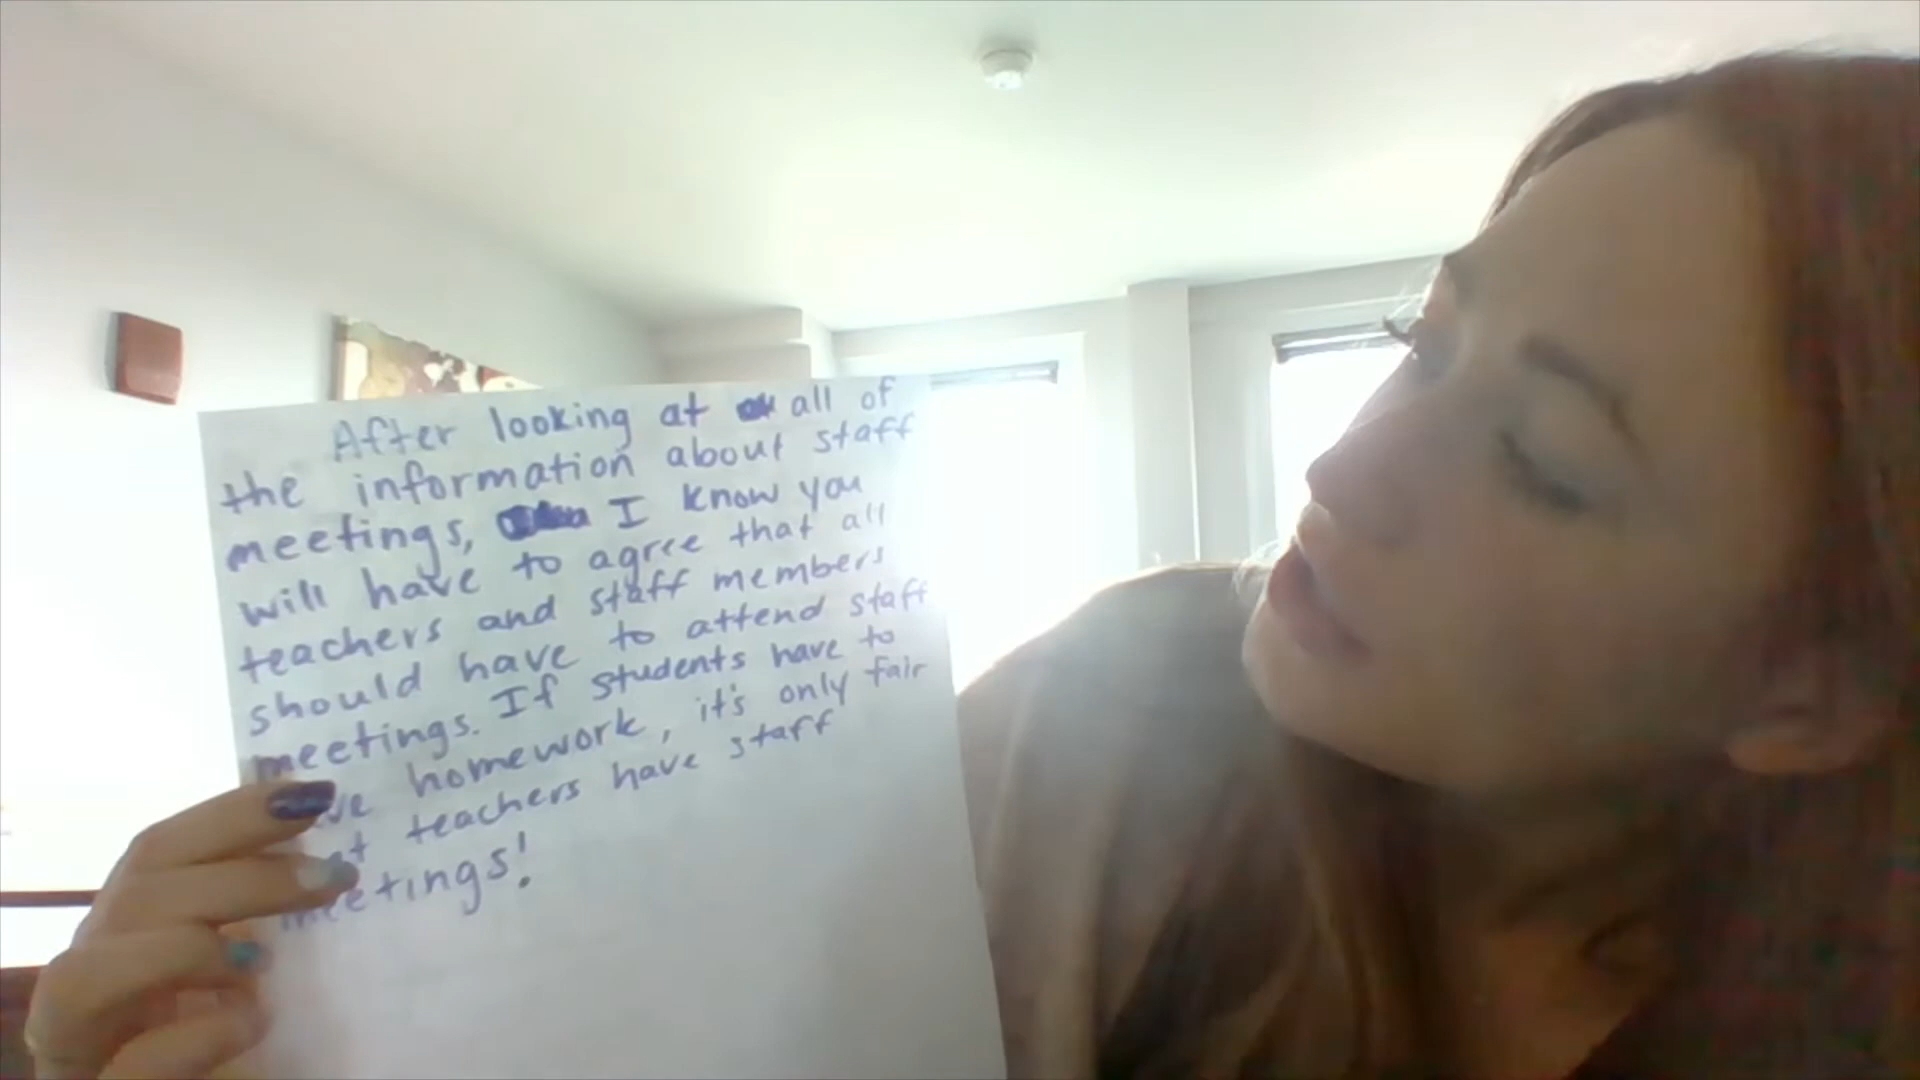 After looking at all of
the information about staff
meetings, I know you
will have to agree that all
teachers and staff members
should have to attend staff
meetings. If students have to
homework, it's only fair
teachers have staff
meetings!